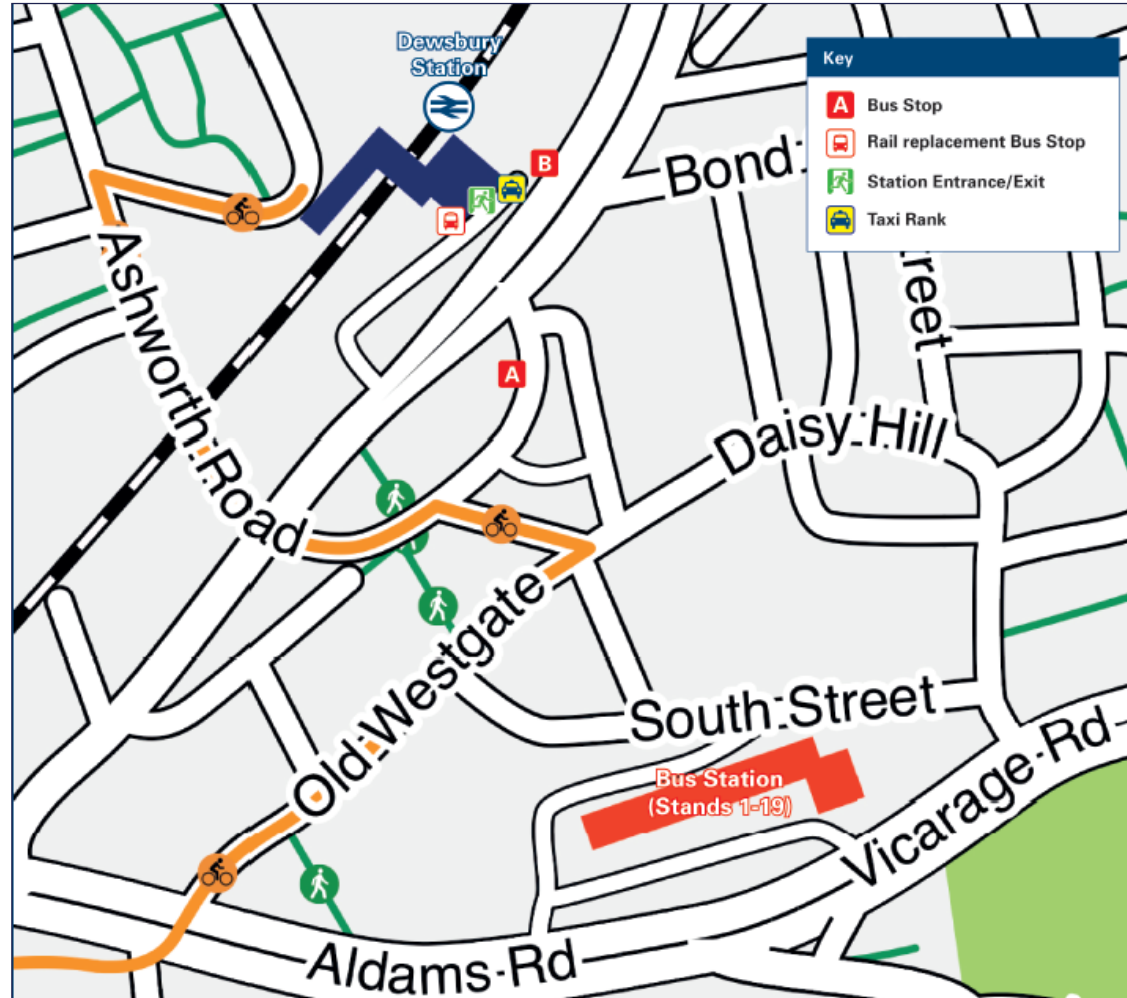 Dewsbury
Station
Key
A Bus Stop
Rail replacement Bus Stop
Station Entrance/Exit
Taxi Rank
B
Bond
reet
A
Ashworth Road
Daisy Hill
Old Westgate
South Street
Bus Station
(Stands 1-19)
Vicarage Rd
Aldams Rd